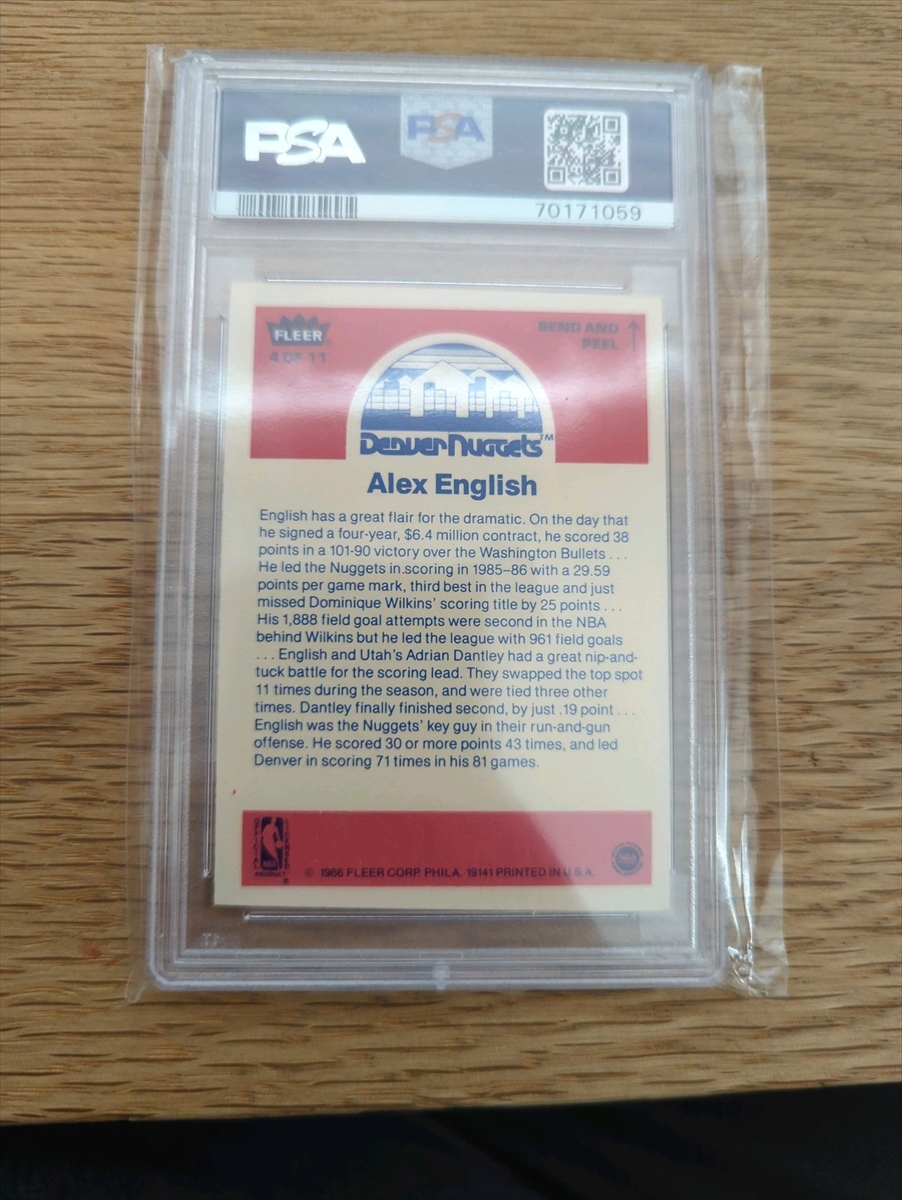 PSA
PSA
70171059
FLEER
4 OF 11
BEND AND
PEEL
Denver Nuggets™
Alex English
English has a great flair for the dramatic. On the day that
he signed a four-year, $6.4 million contract, he scored 38
points in a 101-90 victory over the Washington Bullets . . .
He led the Nuggets in scoring in 1985–86 with a 29.59
points per game mark, third best in the league and just
missed Dominique Wilkins' scoring title by 25 points . . .
His 1,888 field goal attempts were second in the NBA
behind Wilkins but he led the league with 961 field goals
. . . English and Utah's Adrian Dantley had a great nip-and-
tuck battle for the scoring lead. They swapped the top spot
11 times during the season, and were tied three other
times. Dantley finally finished second, by just .19 point . . .
English was the Nuggets' key guy in their run-and-gun
offense. He scored 30 or more points 43 times, and led
Denver in scoring 71 times in his 81 games.
OFFICIAL LICENSED
PRODUCT
© 1986 FLEER CORP. PHILA. 19141 PRINTED IN U.S.A.